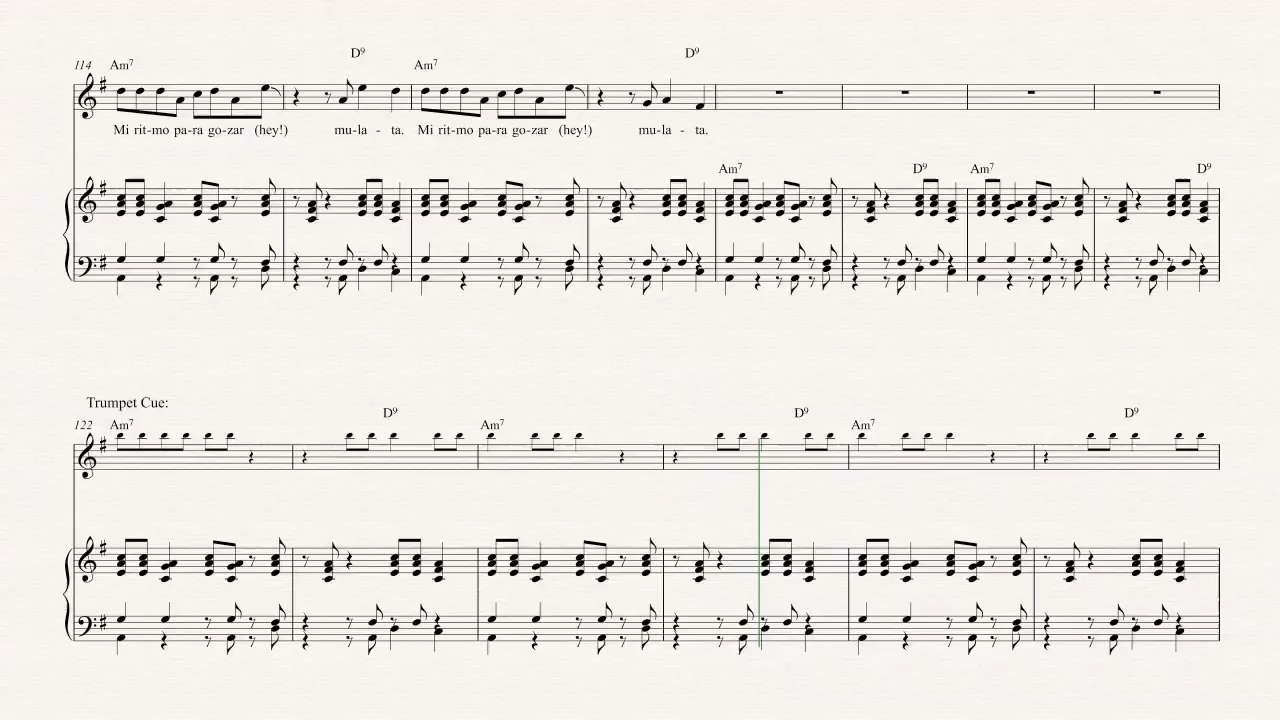 D9 D9
114 Am7 Am7
Mi rit-mo pa-ra go-zar (hey!) mu-la - ta. Mi rit-mo pa-ra go-zar (hey!) mu-la - ta.
Am7 D9 Am7 D9
Trumpet Cue:
D9 D9 D9
122 Am7 Am7 Am7